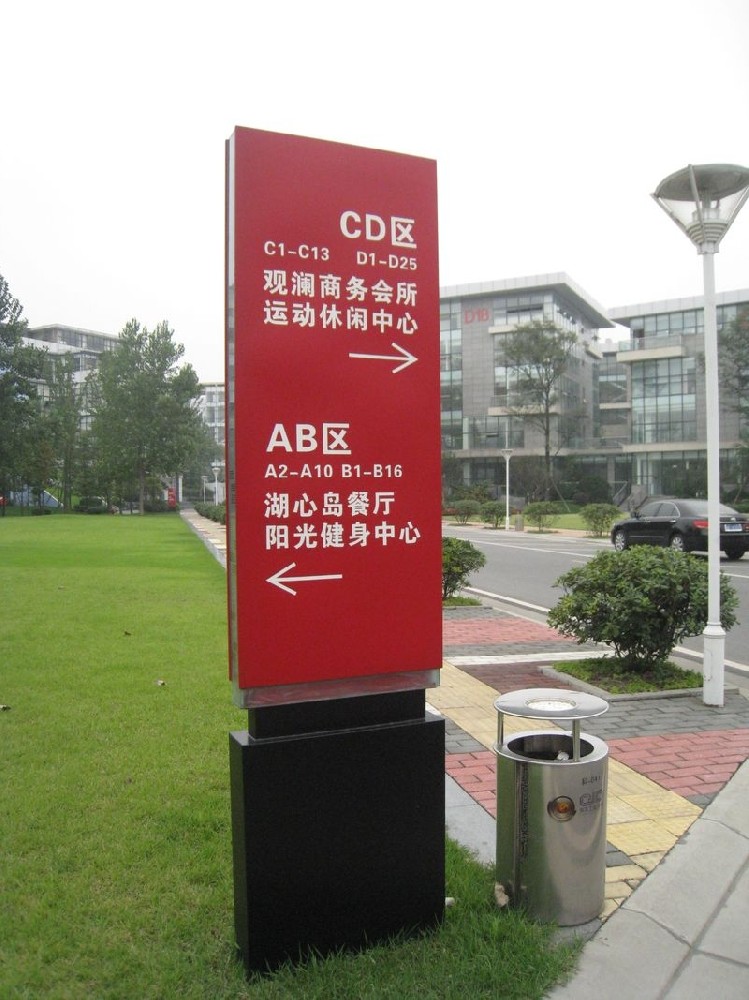 CD区
C1-C13 D1-D25
观澜商务会所
运动休闲中心
AB区
A2-A10 B1-B16
湖心岛餐厅
阳光健身中心
D18